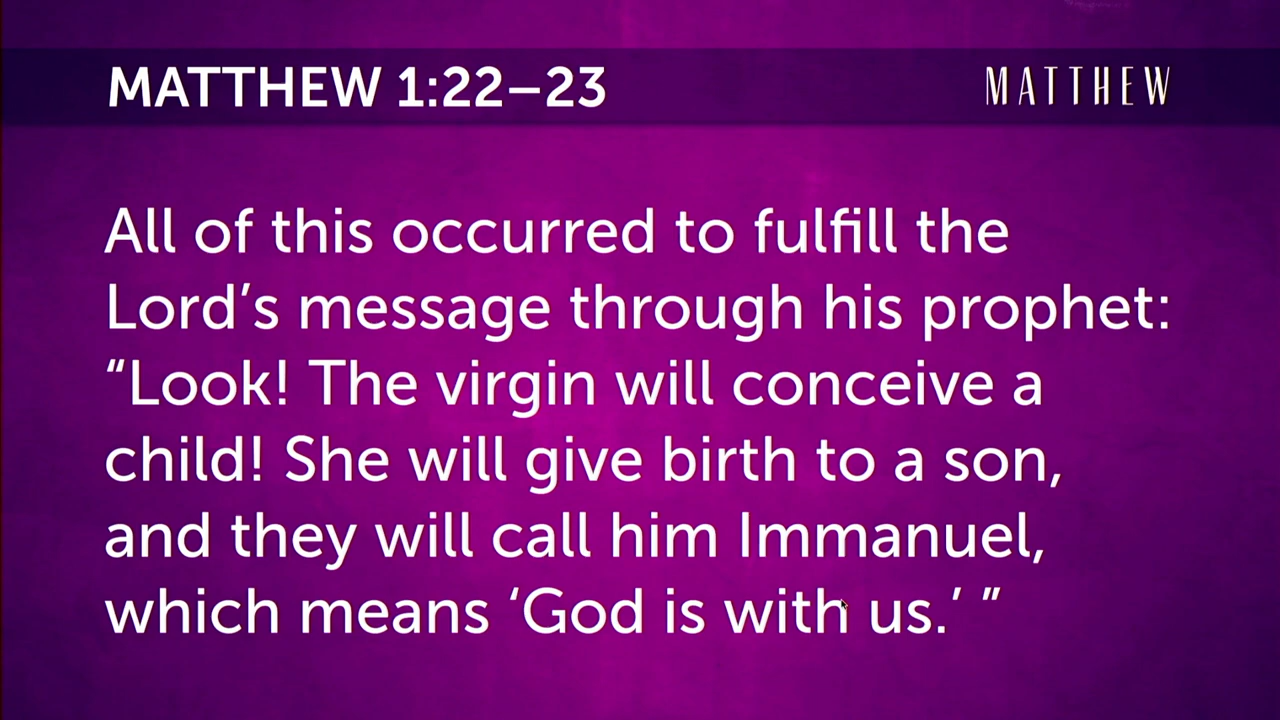 MATTHEW 1:22–23
MATTHEW
All of this occurred to fulfill the
Lord’s message through his prophet:
“Look! The virgin will conceive a
child! She will give birth to a son,
and they will call him Immanuel,
which means ‘God is with us.’ ”